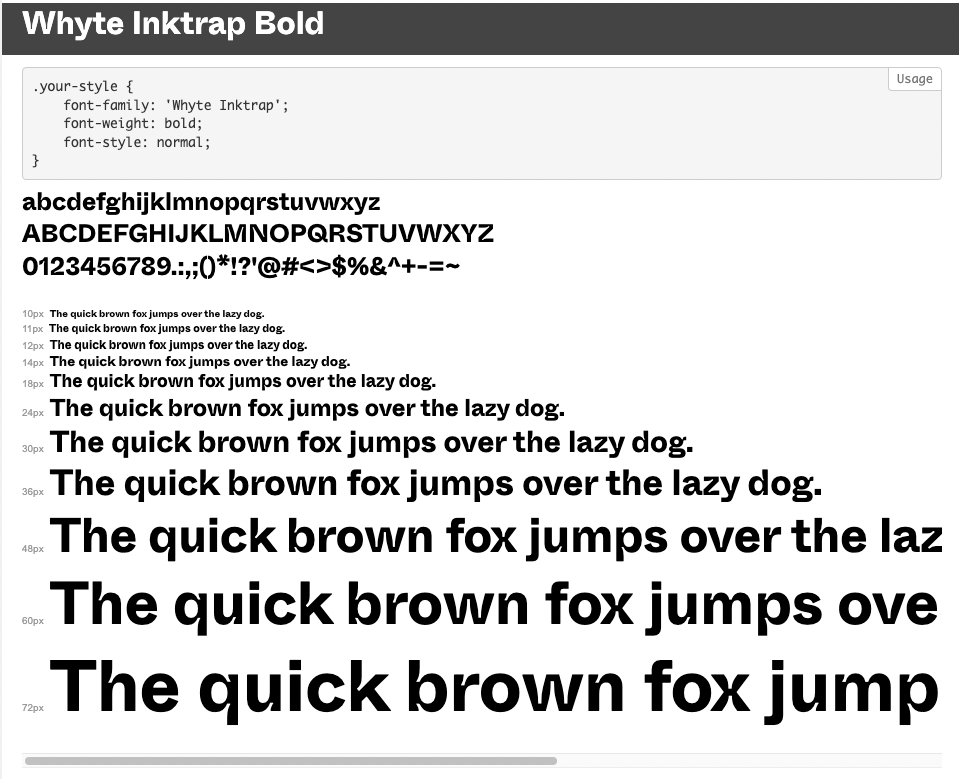 Whyte Inktrap Bold
Usage
.your-style {
    font-family: 'Whyte Inktrap';
    font-weight: bold;
    font-style: normal;
}
abcdefghijklmnopqrstuvwxyz
ABCDEFGHIJKLMNOPQRSTUVWXYZ
0123456789.:,;()*!?'@#<>$%&^+-=~
10px The quick brown fox jumps over the lazy dog.
11px The quick brown fox jumps over the lazy dog.
12px The quick brown fox jumps over the lazy dog.
14px The quick brown fox jumps over the lazy dog.
18px The quick brown fox jumps over the lazy dog.
24px The quick brown fox jumps over the lazy dog.
30px The quick brown fox jumps over the lazy dog.
36px The quick brown fox jumps over the lazy dog.
48px The quick brown fox jumps over the laz
60px The quick brown fox jumps ove
72px The quick brown fox jump